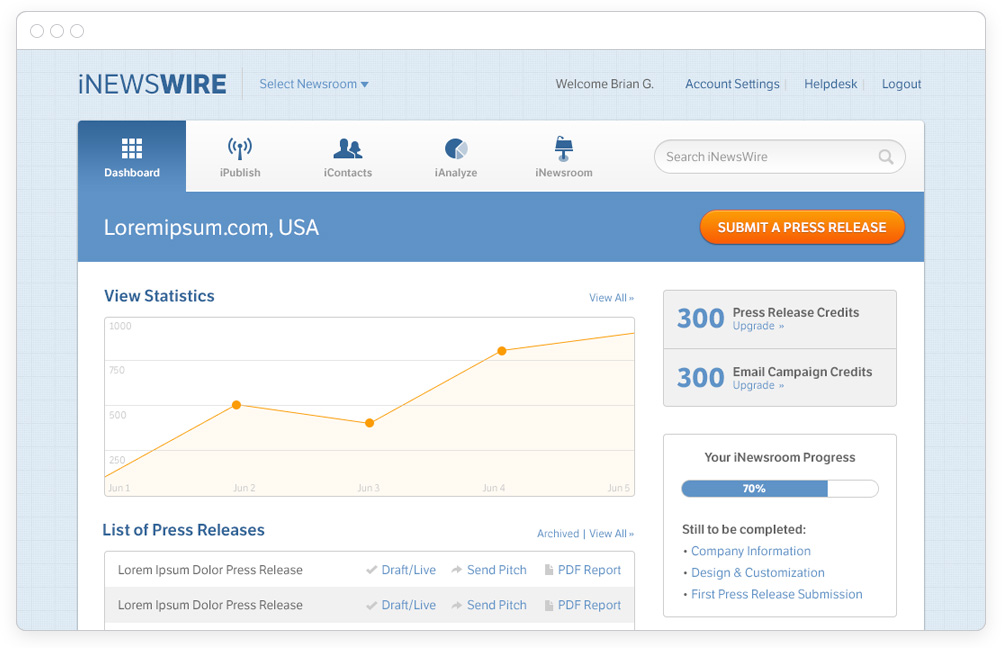 iNEWSWIRE
Select Newsroom
Welcome Brian G.
Account Settings
Helpdesk
Logout
Dashboard
iPublish
iContacts
iAnalyze
iNewsroom
Search iNewsWire
Loremipsum.com, USA
SUBMIT A PRESS RELEASE
View Statistics
View All »
1000
750
500
250
Jun 1
Jun 2
Jun 3
Jun 4
Jun 5
300
Press Release Credits
Upgrade »
300
Email Campaign Credits
Upgrade »
Your iNewsroom Progress
70%
Still to be completed:
• Company Information
• Design & Customization
• First Press Release Submission
List of Press Releases
Archived | View All »
Lorem Ipsum Dolor Press Release Draft/Live Send Pitch PDF Report
Lorem Ipsum Dolor Press Release Draft/Live Send Pitch PDF Report